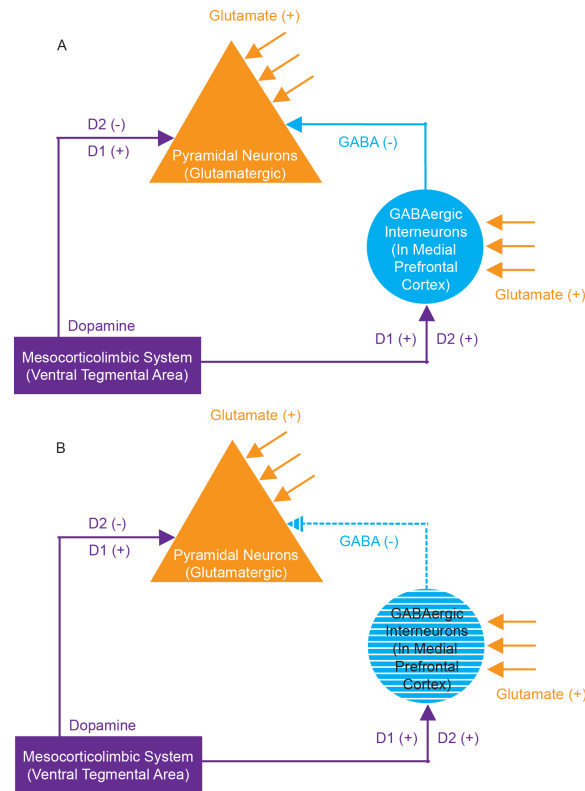 Glutamate (+)
A
D2 (-)
D1 (+)
GABA (-)
Pyramidal Neurons
(Glutamatergic)
GABAergic
Interneurons
(In Medial
Prefrontal
Cortex)
Glutamate (+)
Dopamine
D1 (+)
D2 (+)
Mesocorticolimbic System
(Ventral Tegmental Area)
Glutamate (+)
B
D2 (-)
D1 (+)
GABA (-)
Pyramidal Neurons
(Glutamatergic)
GABAergic
Interneurons
(In Medial
Prefrontal
Cortex)
Glutamate (+)
Dopamine
D1 (+)
D2 (+)
Mesocorticolimbic System
(Ventral Tegmental Area)